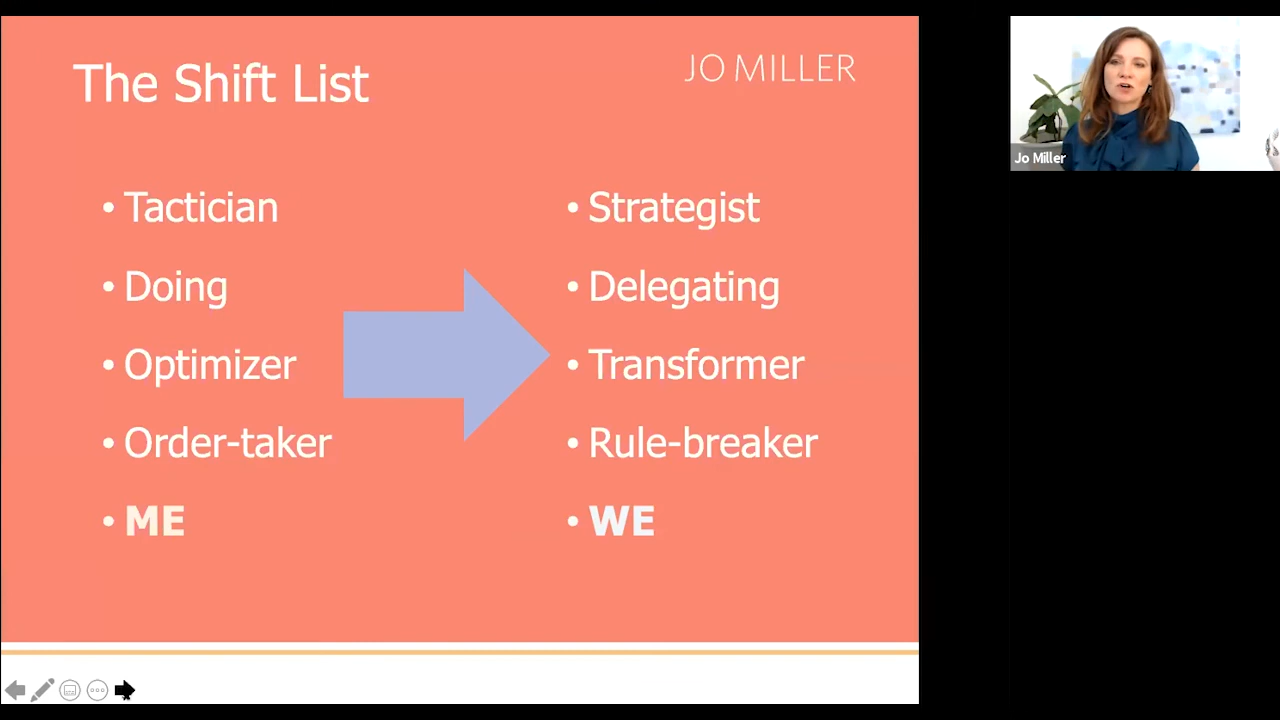 The Shift List
JO MILLER
• Tactician
• Doing
• Optimizer
• Order-taker
• ME
• Strategist
• Delegating
• Transformer
• Rule-breaker
• WE
Jo Miller